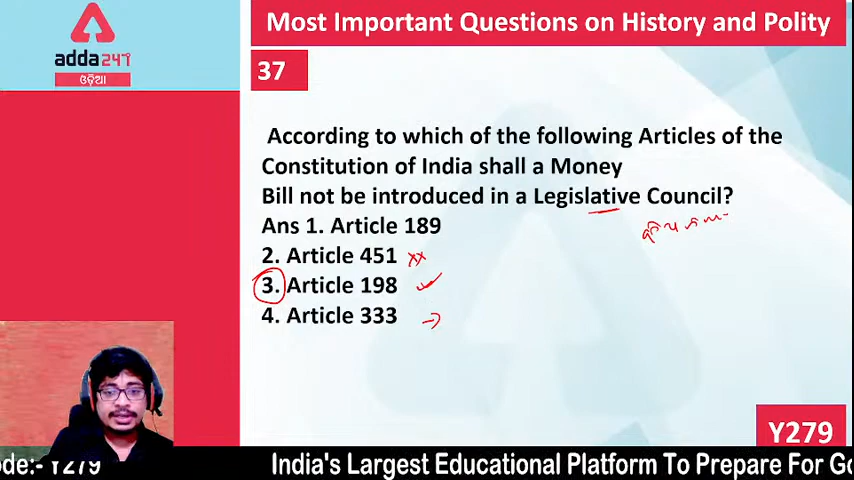 Most Important Questions on History and Polity
adda247
ଓଡ଼ିଆ
37
According to which of the following Articles of the
Constitution of India shall a Money
Bill not be introduced in a Legislative Council?
Ans 1. Article 189
2. Article 451
3. Article 198
4. Article 333
Y279
de:- Y279
India's Largest Educational Platform To Prepare For Go